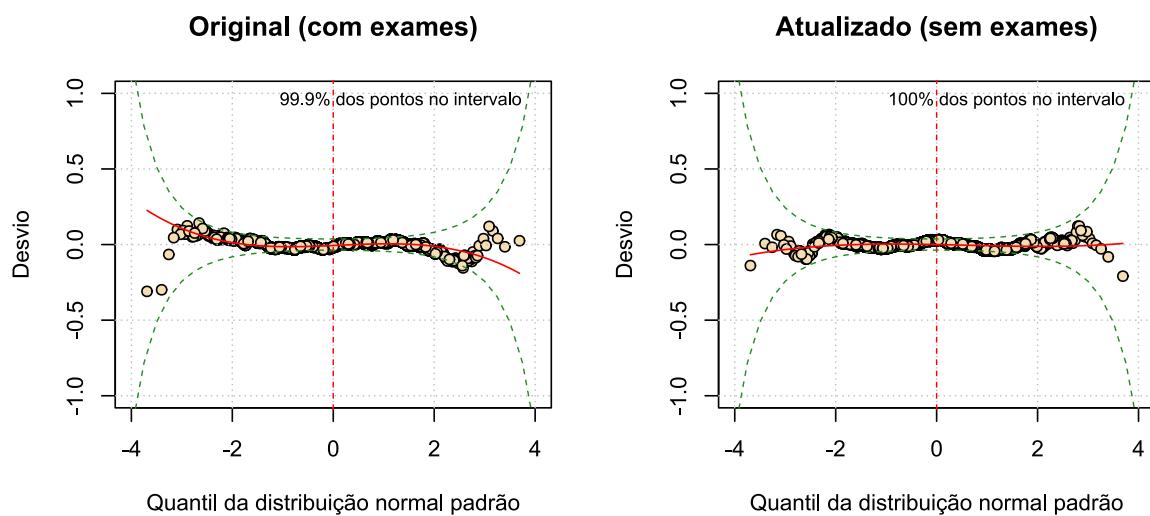 Original (com exames)
99.9% dos pontos no intervalo
1.0
0.5
0.0
-0.5
-1.0
Desvio
-4 -2 0 2 4
Quantil da distribuição normal padrão
Atualizado (sem exames)
100% dos pontos no intervalo
1.0
0.5
0.0
-0.5
-1.0
Desvio
-4 -2 0 2 4
Quantil da distribuição normal padrão